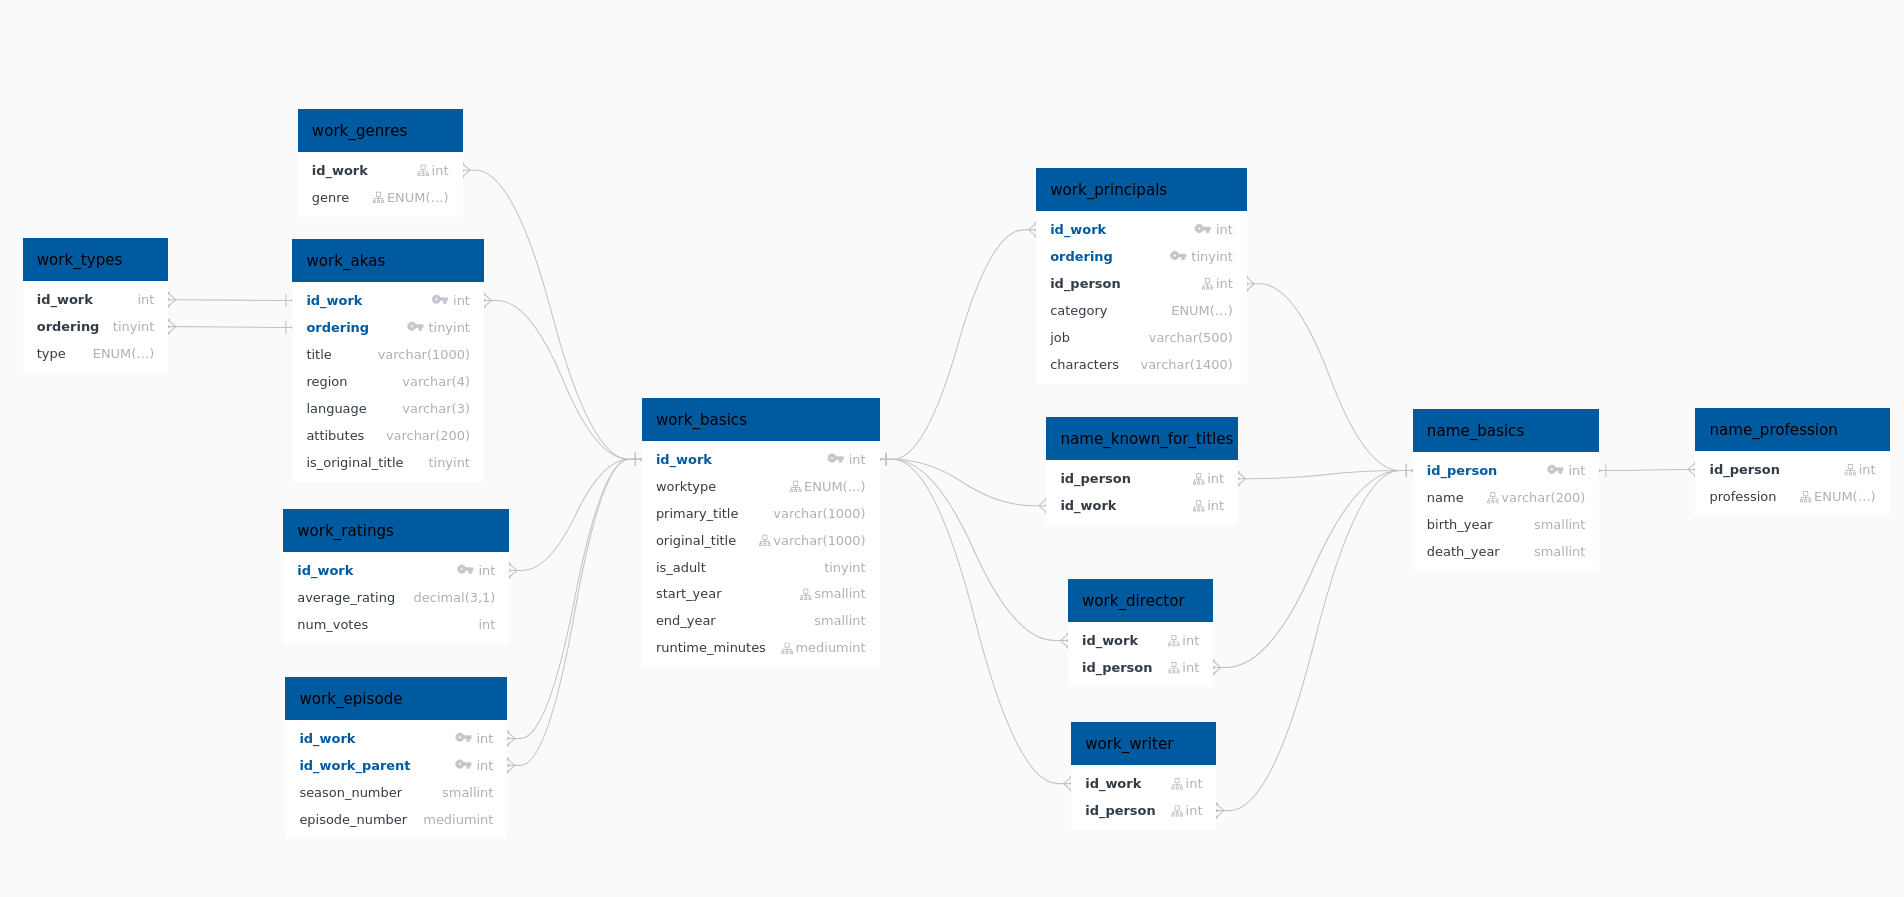 work_genres
id_work int
genre ENUM(...)
work_types
id_work int
ordering tinyint
type ENUM(...)
work_akas
id_work int
ordering tinyint
title varchar(1000)
region varchar(4)
language varchar(3)
attibutes varchar(200)
is_original_title tinyint
work_ratings
id_work int
average_rating decimal(3,1)
num_votes int
work_episode
id_work int
id_work_parent int
season_number smallint
episode_number mediumint
work_basics
id_work int
worktype ENUM(...)
primary_title varchar(1000)
original_title varchar(1000)
is_adult tinyint
start_year smallint
end_year smallint
runtime_minutes mediumint
work_principals
id_work int
ordering tinyint
id_person int
category ENUM(...)
job varchar(500)
characters varchar(1400)
name_known_for_titles
id_person int
id_work int
work_director
id_work int
id_person int
work_writer
id_work int
id_person int
name_basics
id_person int
name varchar(200)
birth_year smallint
death_year smallint
name_profession
id_person int
profession ENUM(...)